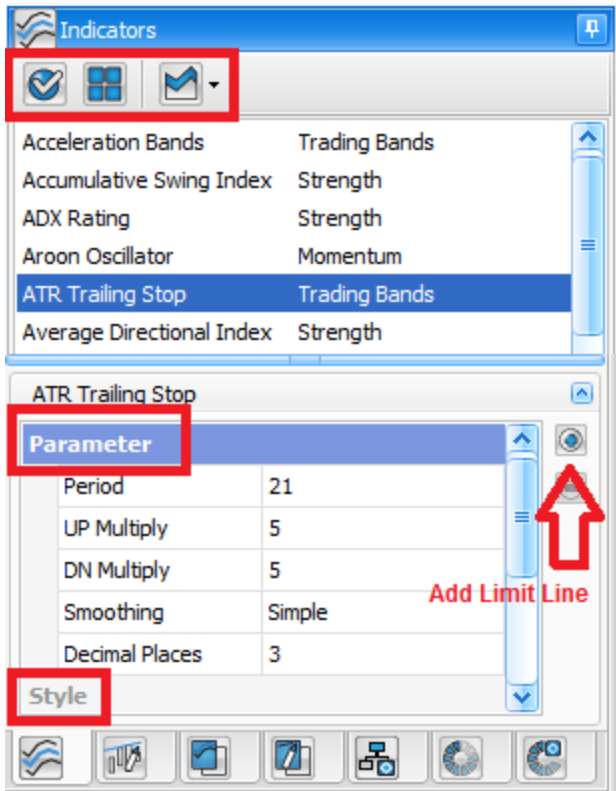 Indicators
Acceleration Bands Trading Bands
Accumulative Swing Index Strength
ADX Rating Strength
Aroon Oscillator Momentum
ATR Trailing Stop Trading Bands
Average Directional Index Strength
ATR Trailing Stop
Parameter
Period 21
UP Multiply 5
DN Multiply 5
Add Limit Line
Smoothing Simple
Decimal Places 3
Style